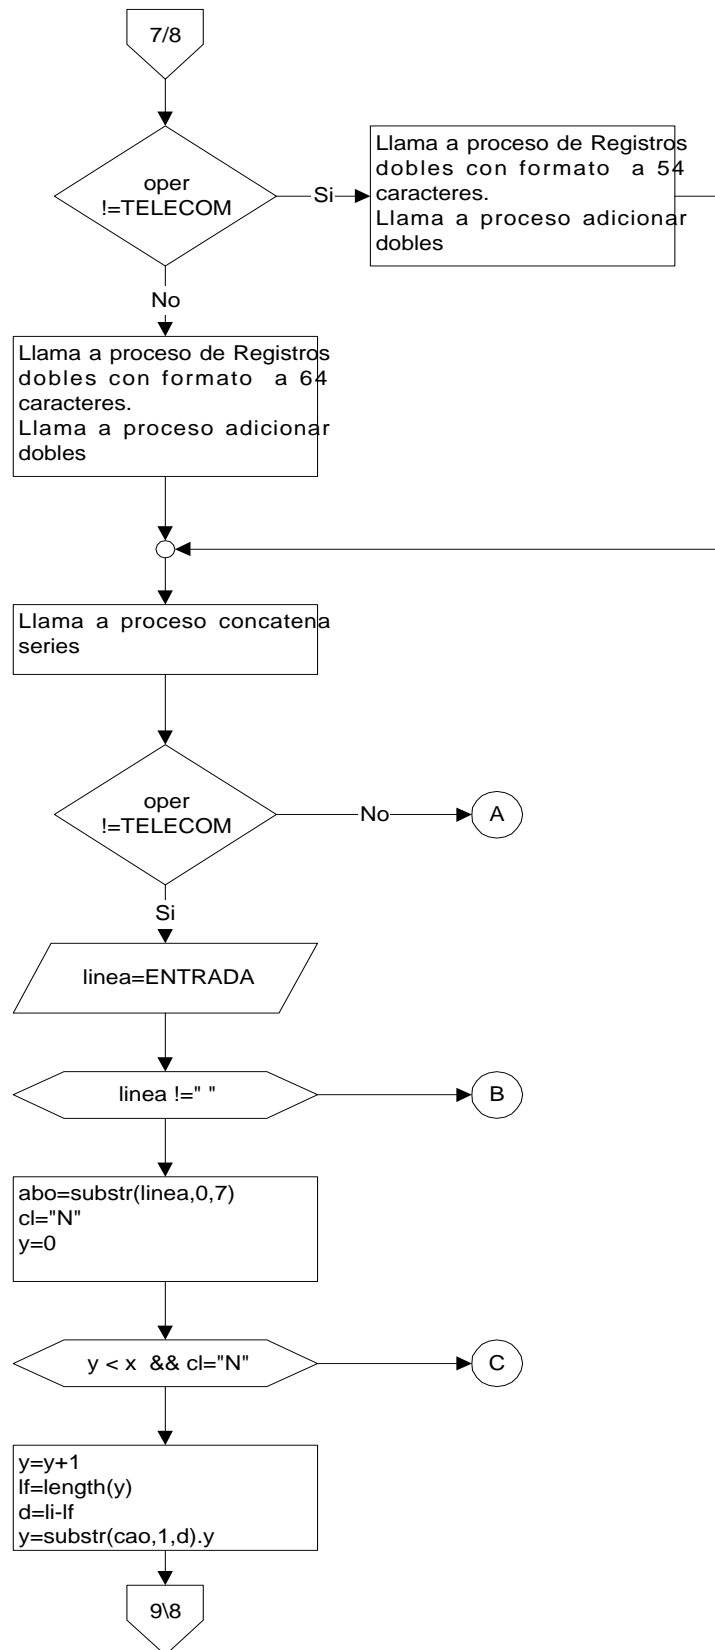 7/8
oper
!=TELECOM
Si
Llama a proceso de Registros
dobles con formato a 54
caracteres.
Llama a proceso adicionar
dobles
No
Llama a proceso de Registros
dobles con formato a 64
caracteres.
Llama a proceso adicionar
dobles
Llama a proceso concatena
series
oper
!=TELECOM
No
A
Si
linea=ENTRADA
linea !=" "
B
abo=substr(linea,0,7)
cl="N"
y=0
y < x && cl="N"
C
y=y+1
lf=length(y)
d=li-lf
y=substr(cao,1,d).y
9\8